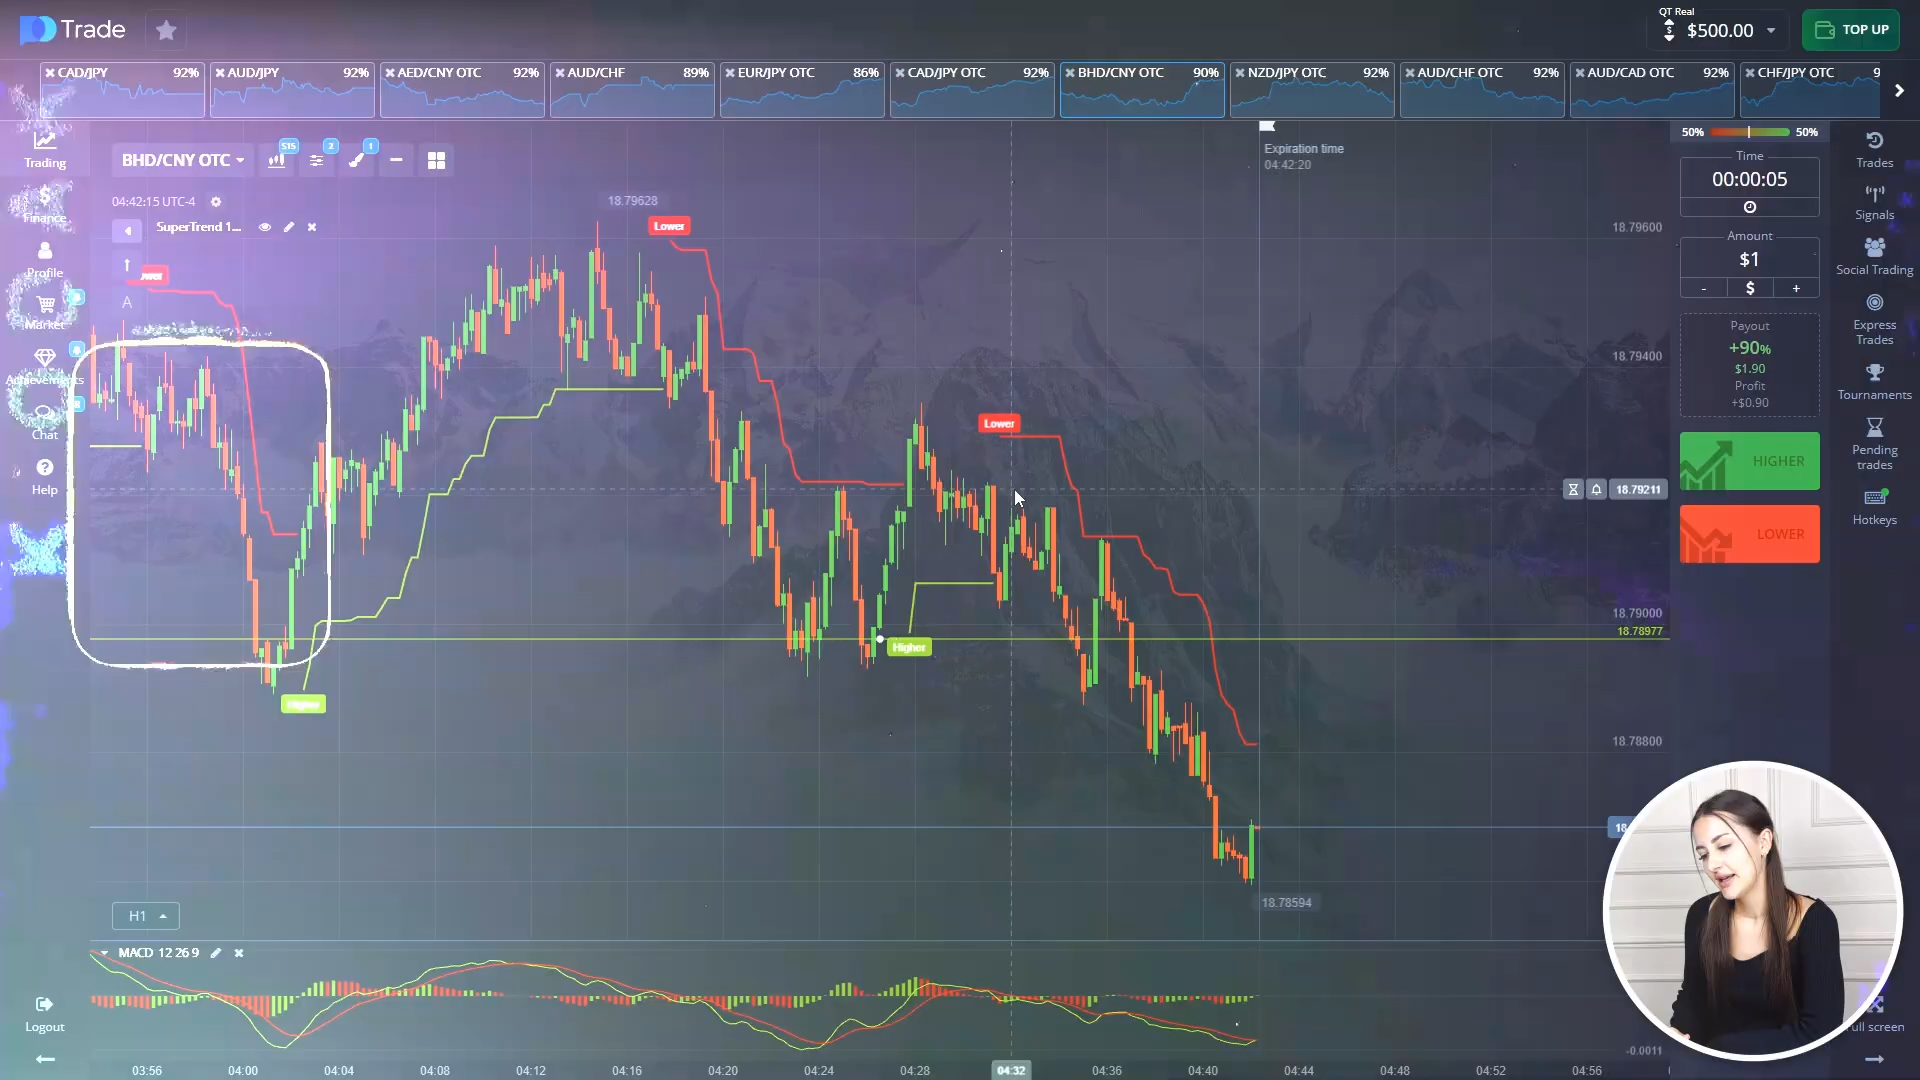 Trade
QT Real
$500.00
TOP UP
CAD/JPY 92%
AUD/JPY 92%
AED/CNY OTC 92%
AUD/CHF 89%
EUR/JPY OTC 86%
CAD/JPY OTC 92%
BHD/CNY OTC 90%
NZD/JPY OTC 92%
AUD/CHF OTC 92%
AUD/CAD OTC 92%
CHF/JPY OTC 9
Trading
Finance
Profile
Market
Achievements
Chat
Help
Logout
BHD/CNY OTC
STS
2
1
04:42:15 UTC-4
SuperTrend 1...
A
Lower
18.79628
Lower
Higher
Lower
Expiration time
04:42:20
18.79600
18.79400
18.79211
18.79000
18.78977
18.78800
18.78594
H1
MACD 12 26 9
-0.0011
03:56 04:00 04:04 04:08 04:12 04:16 04:20 04:24 04:28 04:32 04:36 04:40 04:44 04:48 04:52 04:56
50% 50%
Time
00:00:05
Amount
$1
- $ +
Payout
+90%
$1.90
Profit
+$0.90
HIGHER
LOWER
Trades
Signals
Social Trading
Express
Trades
Tournaments
Pending
trades
Hotkeys
Full screen